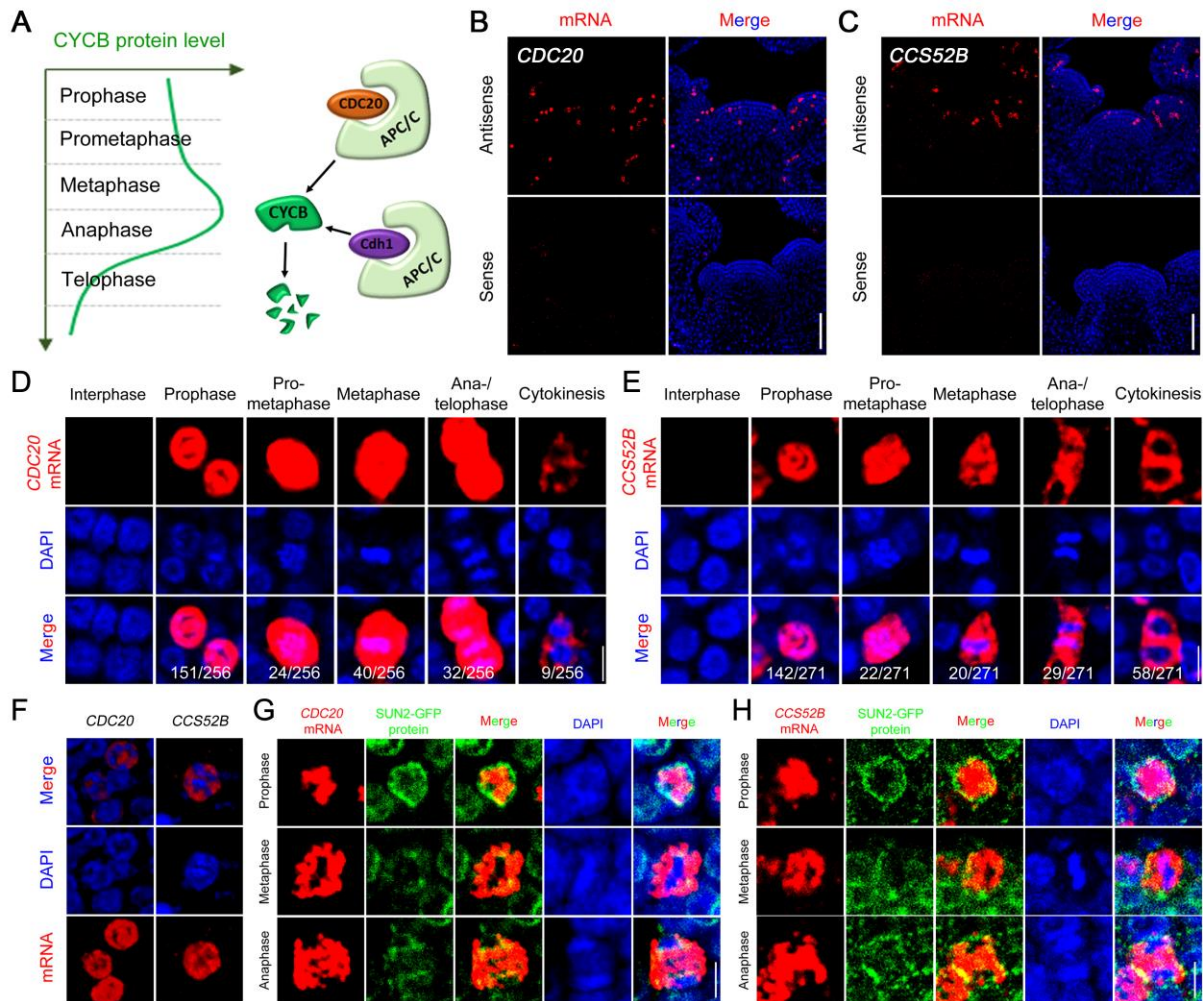 A
CYCB protein level
Prophase
Prometaphase
Metaphase
Anaphase
Telophase
CDC20
APC/C
CYCB
Cdh1
APC/C
B
mRNA
Merge
CDC20
Antisense
Sense
C
mRNA
Merge
CCS52B
Antisense
Sense
D
Interphase
Prophase
Pro-
metaphase
Metaphase
Ana-/
telophase
Cytokinesis
CDC20
mRNA
DAPI
Merge
151/256
24/256
40/256
32/256
9/256
E
Interphase
Prophase
Pro-
metaphase
Metaphase
Ana-/
telophase
Cytokinesis
CCS52B
mRNA
DAPI
Merge
142/271
22/271
20/271
29/271
58/271
F
CDC20
CCS52B
Merge
DAPI
mRNA
G
CDC20
mRNA
SUN2-GFP
protein
Merge
DAPI
Merge
Prophase
Metaphase
Anaphase
H
CCS52B
mRNA
SUN2-GFP
protein
Merge
DAPI
Merge
Prophase
Metaphase
Anaphase